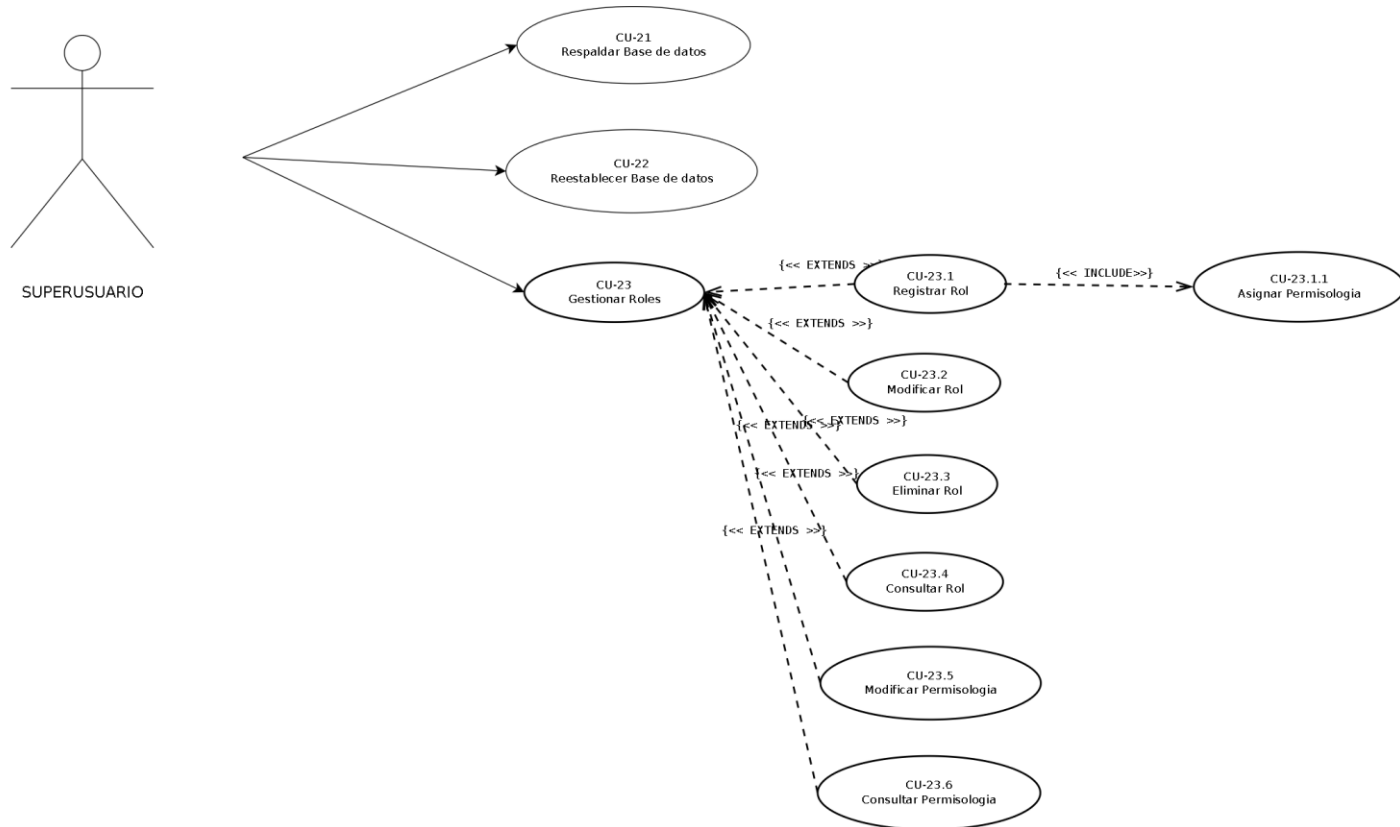 CU-21
Respaldar Base de datos
CU-22
Reestablecer Base de datos
SUPERUSUARIO
CU-23
Gestionar Roles
{<< EXTENDS >>}
CU-23.1
Registrar Rol
{<< INCLUDE>>}
CU-23.1.1
Asignar Permisologia
{<< EXTENDS >>}
CU-23.2
Modificar Rol
{<< EXTENDS >>}
{<< EXTENDS >>}
CU-23.3
Eliminar Rol
{<< EXTENDS >>}
{<< EXTENDS >>}
CU-23.4
Consultar Rol
CU-23.5
Modificar Permisologia
CU-23.6
Consultar Permisologia